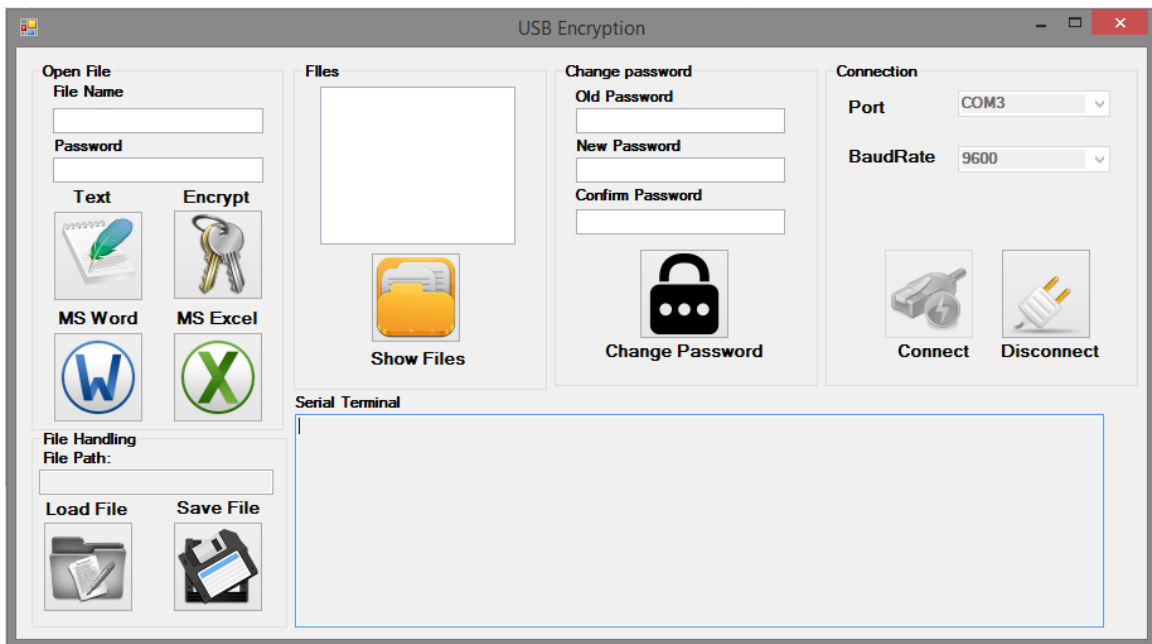 USB Encryption
Open File
File Name
Password
Text Encrypt
MS Word MS Excel
W X
File Handling
File Path:
Load File Save File
FIles
Show Files
Change password
Old Password
New Password
Confirm Password
Change Password
Connection
Port COM3
BaudRate 9600
Connect Disconnect
Serial Terminal